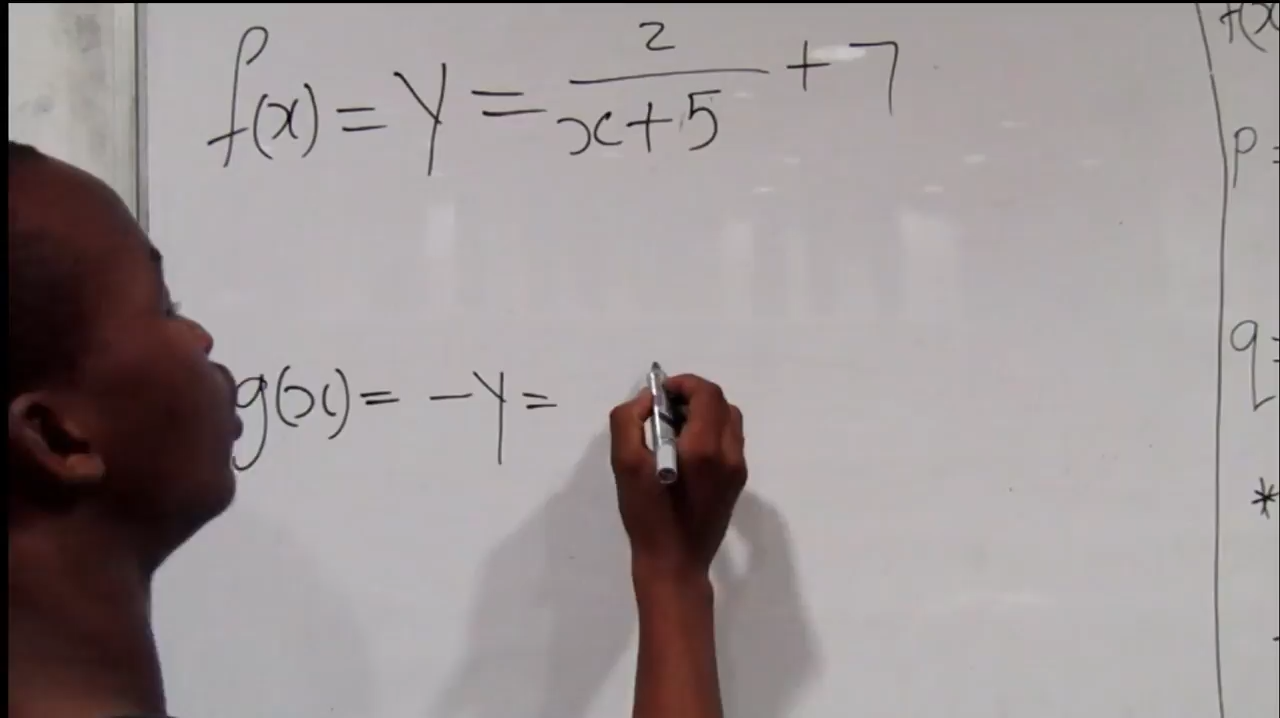 f(x) = y = 2/(x+5) + 7
g(x) = -y =
f(x
p =
q =
*